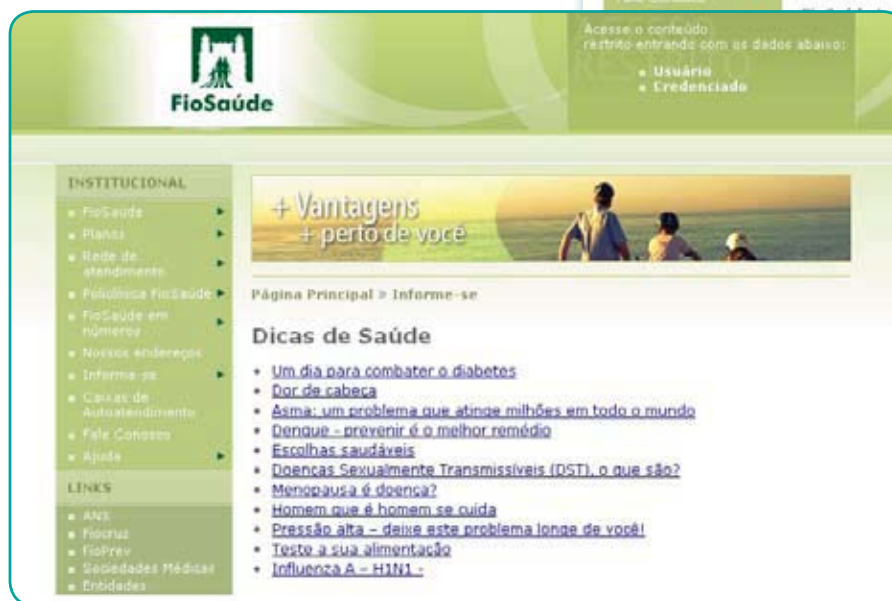 Acesse o conteúdo
restrito entrando com os dados abaixo:
Usuário
Credenciado
FioSaúde
INSTITUCIONAL
FioSaúde
Planos
Rede de
atendimento
Policlínica FioSaúde
FioSaúde em
números
Nossos endereços
Informe-se
Caixas de
Autoatendimento
Fale Conosco
Ajuda
LINKS
ANS
Fiocruz
FioPrev
Sociedades Médicas
Entidades
+ Vantagens
+ perto de você
Página Principal » Informe-se
Dicas de Saúde
Um dia para combater o diabetes
Dor de cabeça
Asma: um problema que atinge milhões em todo o mundo
Dengue - prevenir é o melhor remédio
Escolhas saudáveis
Doenças Sexualmente Transmissíveis (DST), o que são?
Menopausa é doença?
Homem que é homem se cuida
Pressão alta – deixe este problema longe de você!
Teste a sua alimentação
Influenza A – H1N1 -